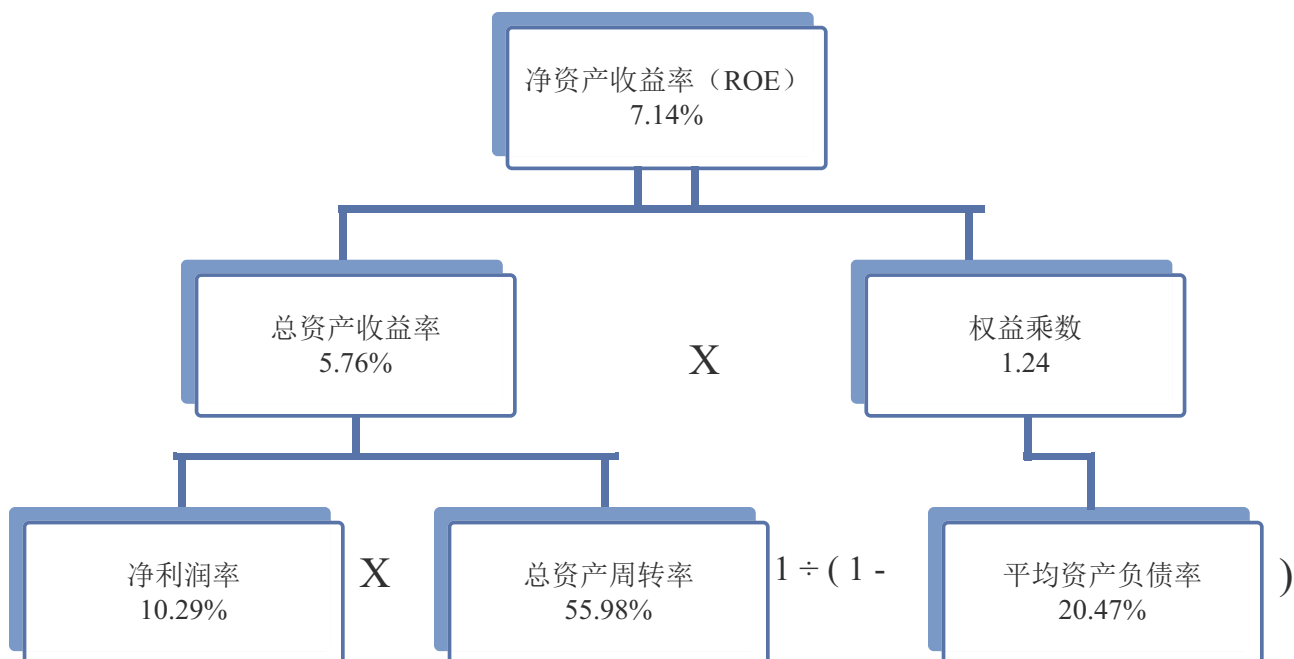 净资产收益率（ROE）
7.14%
总资产收益率
5.76%
X
权益乘数
1.24
净利润率
10.29%
X
总资产周转率
55.98%
1 ÷ ( 1 -
平均资产负债率
20.47%
)